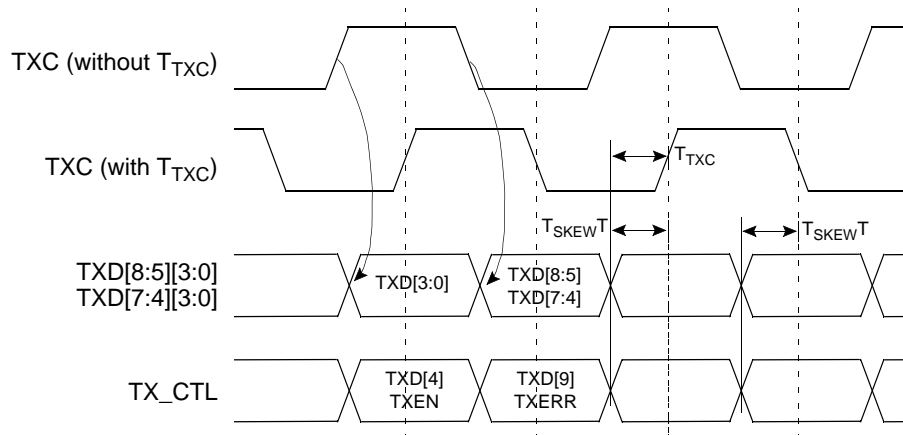 TXC (without TTXC)
TXC (with TTXC)
TTXC
TSKEWT
TSKEWT
TXD[8:5][3:0]
TXD[7:4][3:0]
TXD[3:0]
TXD[8:5]
TXD[7:4]
TX_CTL
TXD[4]
TXEN
TXD[9]
TXERR